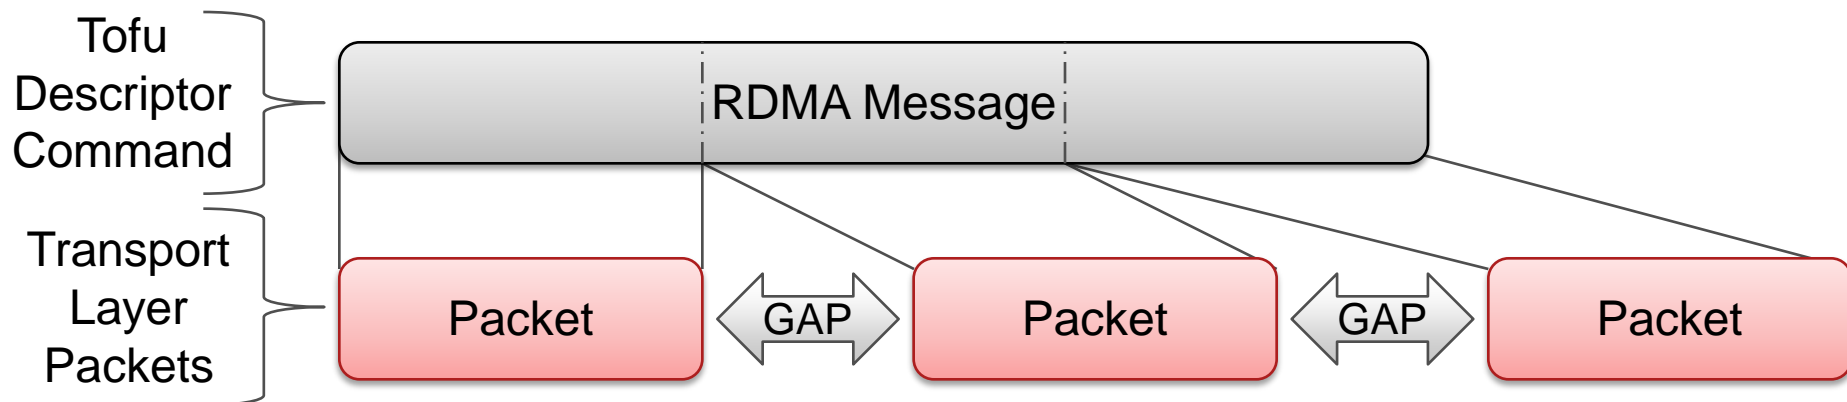 Tofu
Descriptor
Command
RDMA Message
Transport
Layer
Packets
Packet
GAP
Packet
GAP
Packet